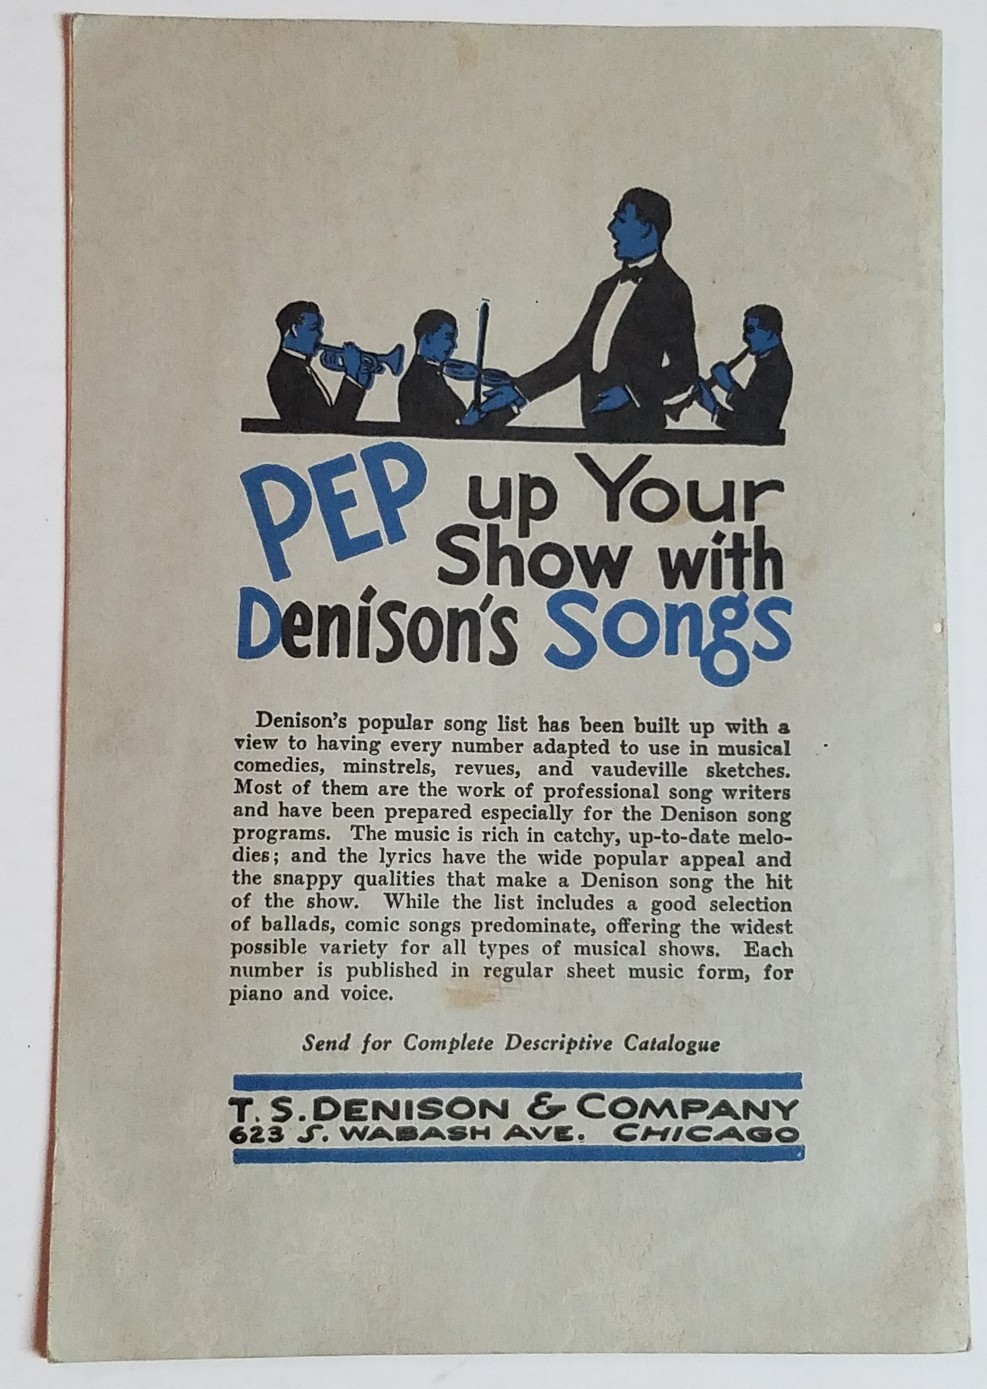 PEP up Your
Show with
Denison's Songs
Denison's popular song list has been built up with a
view to having every number adapted to use in musical
comedies, minstrels, revues, and vaudeville sketches.
Most of them are the work of professional song writers
and have been prepared especially for the Denison song
programs. The music is rich in catchy, up-to-date melo-
dies; and the lyrics have the wide popular appeal and
the snappy qualities that make a Denison song the hit
of the show. While the list includes a good selection
of ballads, comic songs predominate, offering the widest
possible variety for all types of musical shows. Each
number is published in regular sheet music form, for
piano and voice.
Send for Complete Descriptive Catalogue
T. S. DENISON & COMPANY
623 S. WABASH AVE. CHICAGO